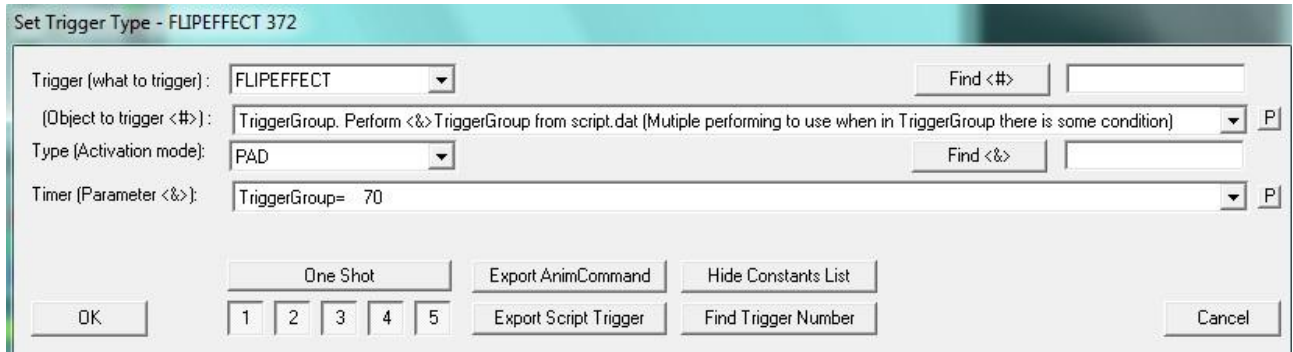 Set Trigger Type - FLIPEFFECT 372
Trigger (what to trigger) : FLIPEFFECT Find <#>
(Object to trigger <#>) : TriggerGroup. Perform <&>TriggerGroup from script.dat (Mutiple performing to use when in TriggerGroup there is some condition) P
Type (Activation mode): PAD Find <&>
Timer (Parameter <&>): TriggerGroup= 70 P
One Shot Export AnimCommand Hide Constants List
OK 1 2 3 4 5 Export Script Trigger Find Trigger Number Cancel